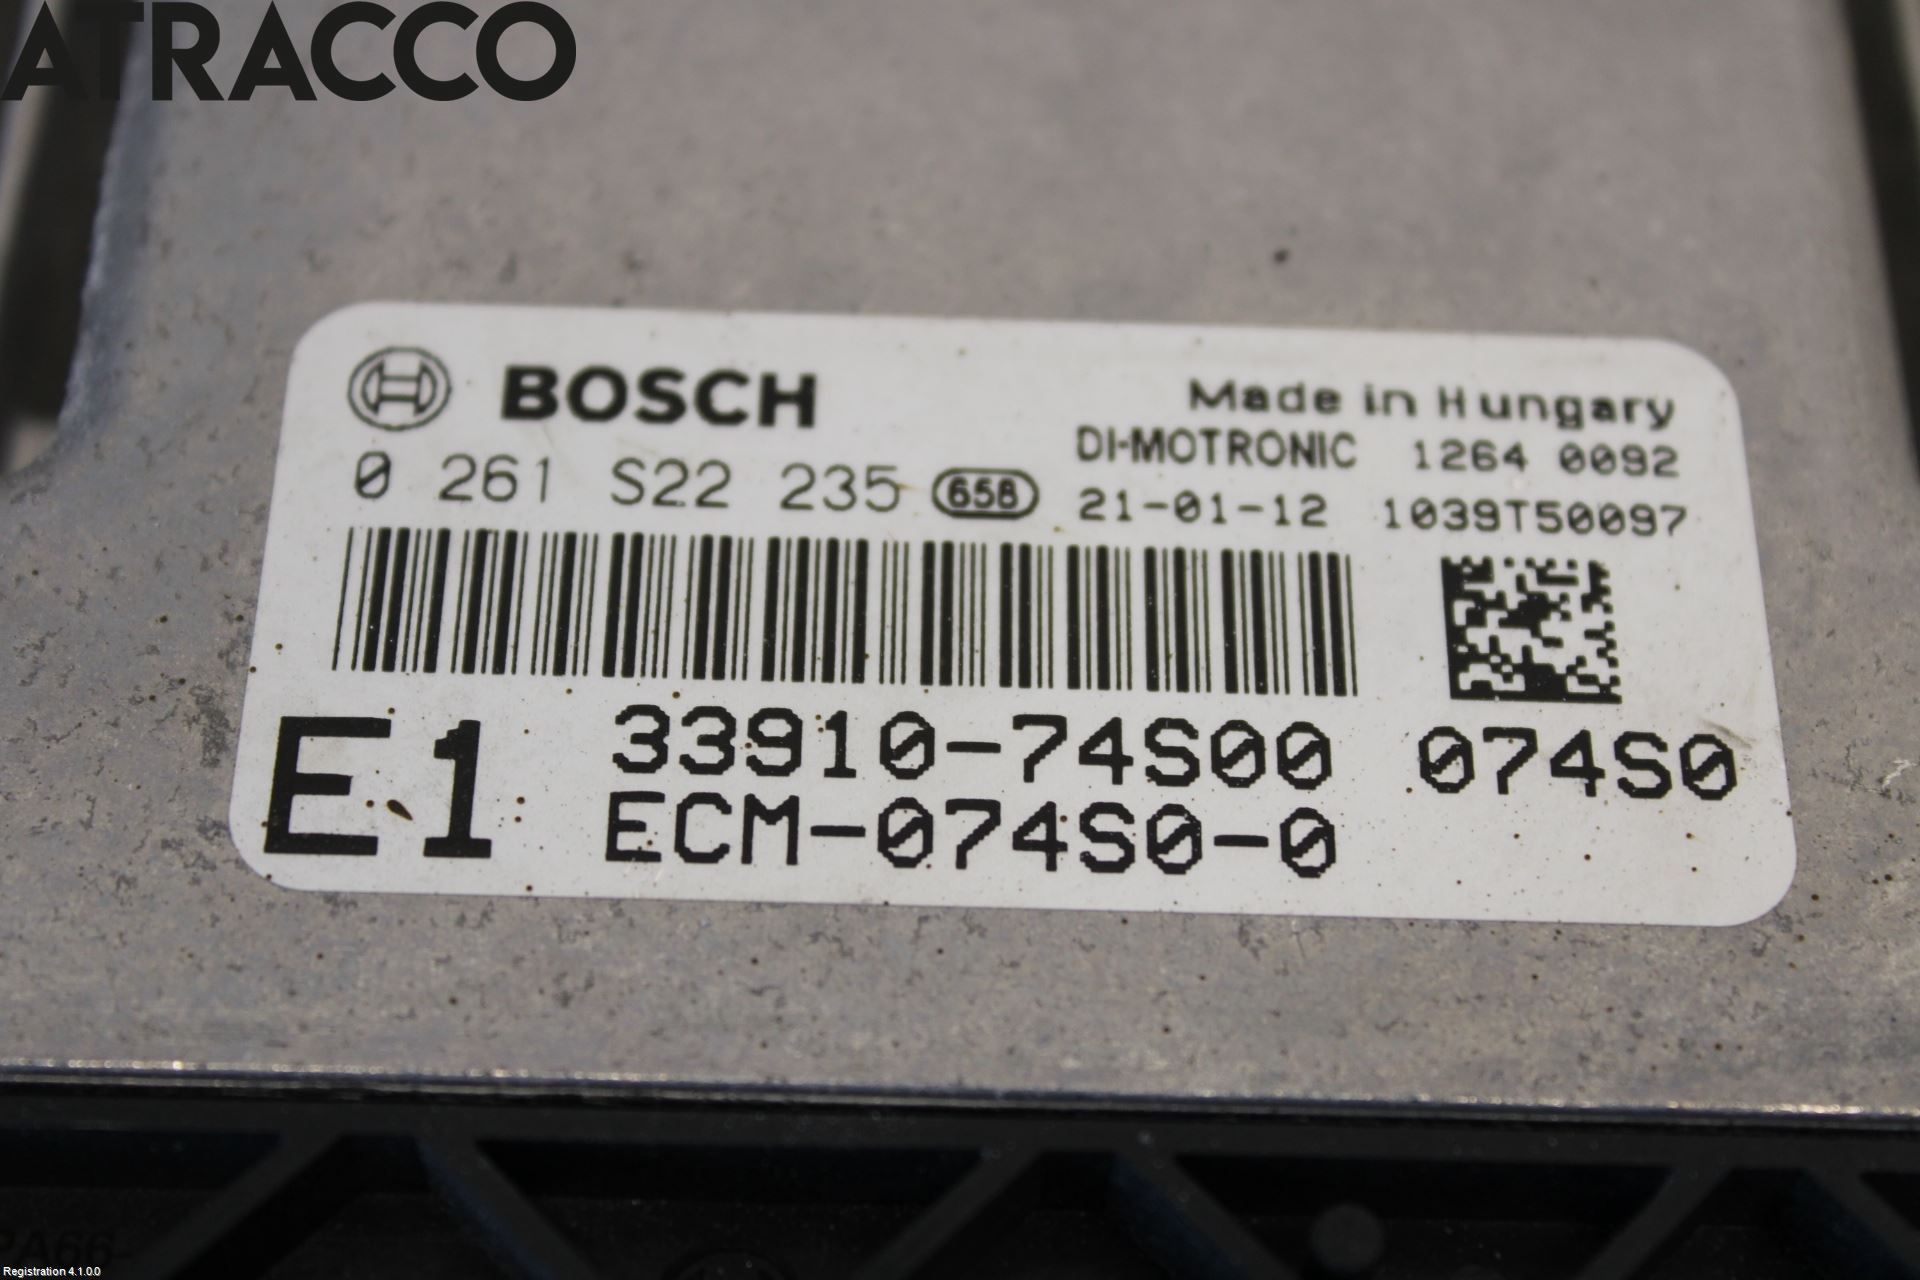 ATRACCO
BOSCH
Made in Hungary
0 261 S22 235 658
DI-MOTRONIC 1264 0092
21-01-12 1039T50097
E1
33910-74S00 074S0
ECM-074S0-0
PA66-
Registration 4.1.0.0